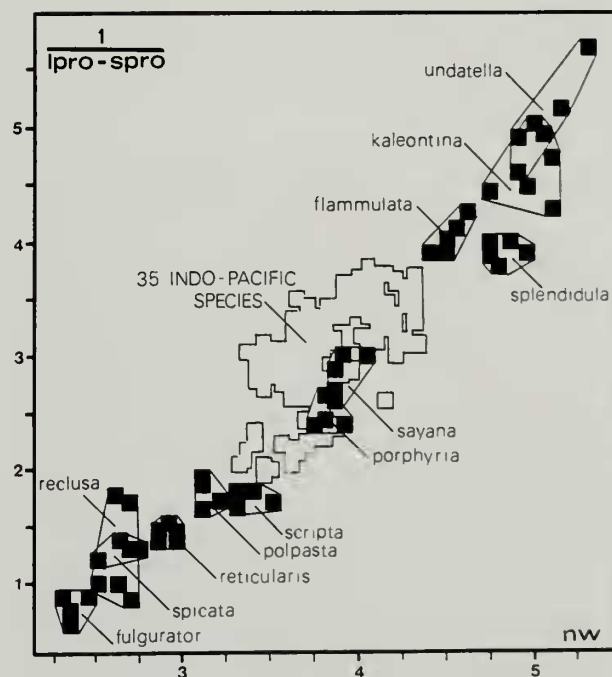 1
lpro-spro
undatella
5
kaleontina
flammulata
4
35 INDO-PACIFIC
SPECIES
splendidula
3
sayana
porphyria
2
reclusa
scripta
polpasta
reticularis
1
spicata
nw
fulgurator
3
4
5